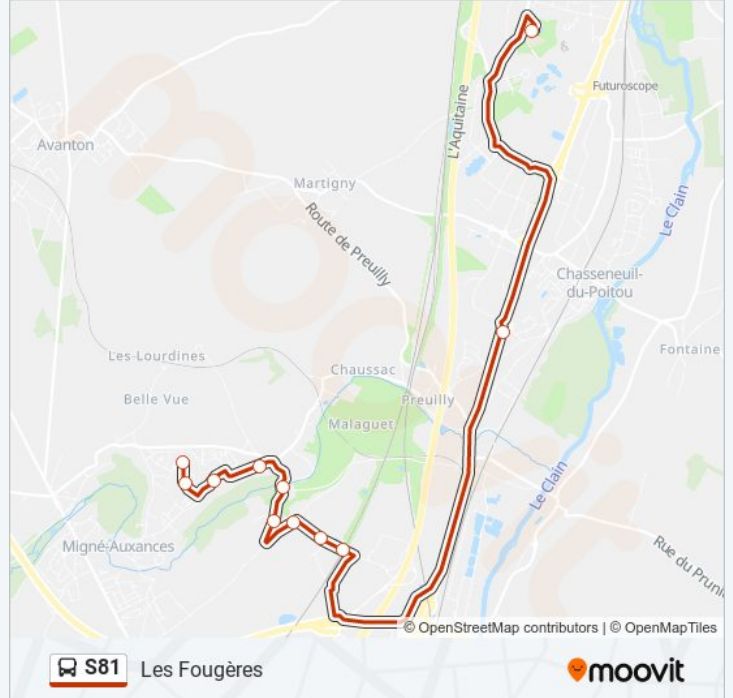 Futuroscope
L'Aquitaine
Avanton
Martigny
Le Clain
Route de Preuilly
Chasseneuil-
du-Poitou
Les Lourdines
Fontaine
Chaussac
Belle Vue
Preuilly
Malaguet
Le Clain
Migné-Auxances
Rue du Pruni
© OpenStreetMap contributors | © OpenMapTiles
S81 Les Fougères
moovit